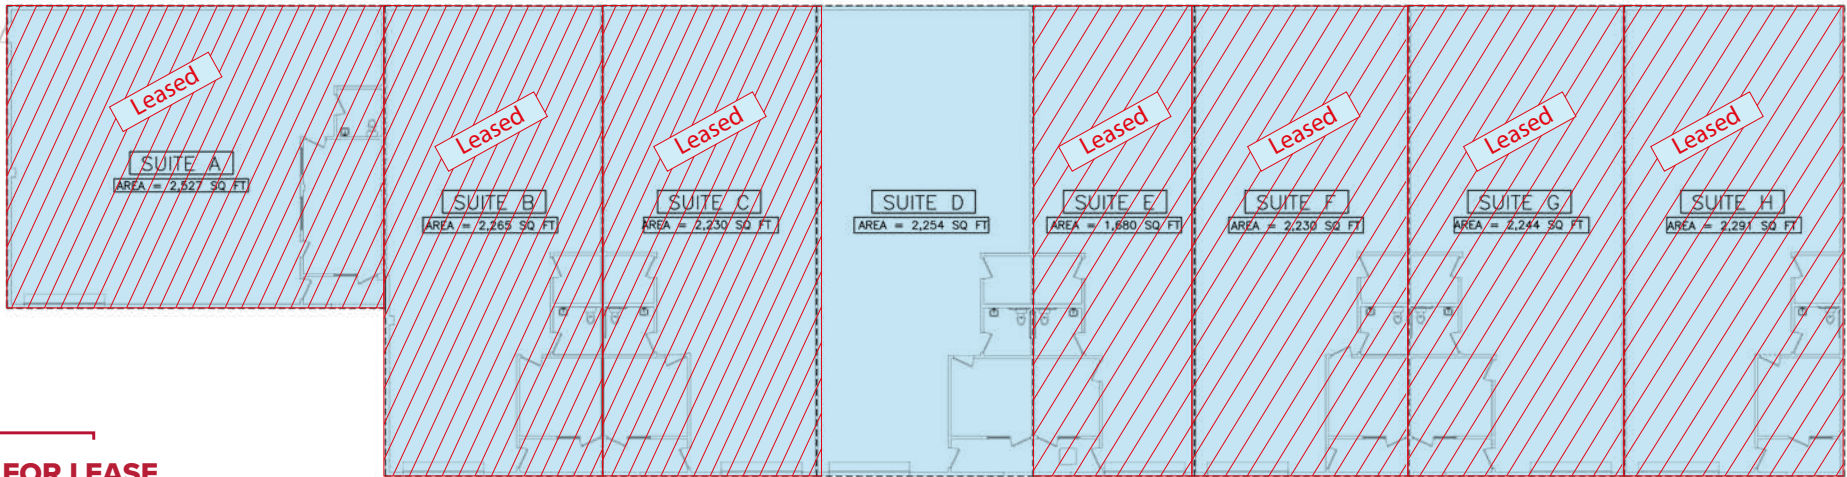 Leased
SUITE A
AREA = 2,527 SQ FT
Leased
SUITE B
AREA = 2,265 SQ FT
Leased
SUITE C
AREA = 2,230 SQ FT
SUITE D
AREA = 2,254 SQ FT
Leased
SUITE E
AREA = 1,680 SQ FT
Leased
SUITE F
AREA = 2,230 SQ FT
Leased
SUITE G
AREA = 2,244 SQ FT
Leased
SUITE H
AREA = 2,291 SQ FT
FOR LEASE